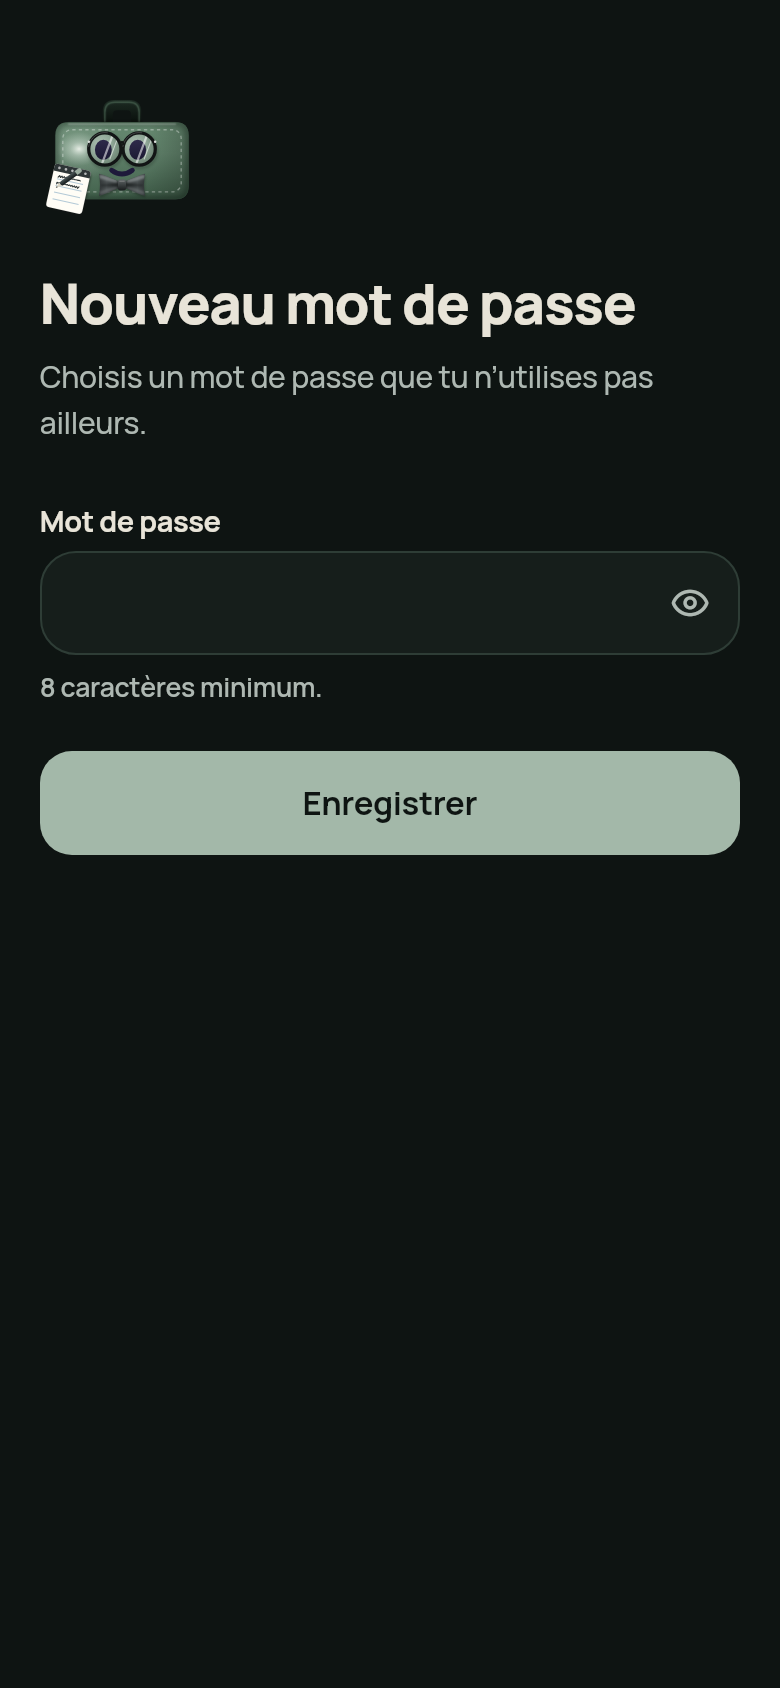 Nouveau mot de passe
Choisis un mot de passe que tu n’utilises pas
ailleurs.
Mot de passe
8 caractères minimum.
Enregistrer